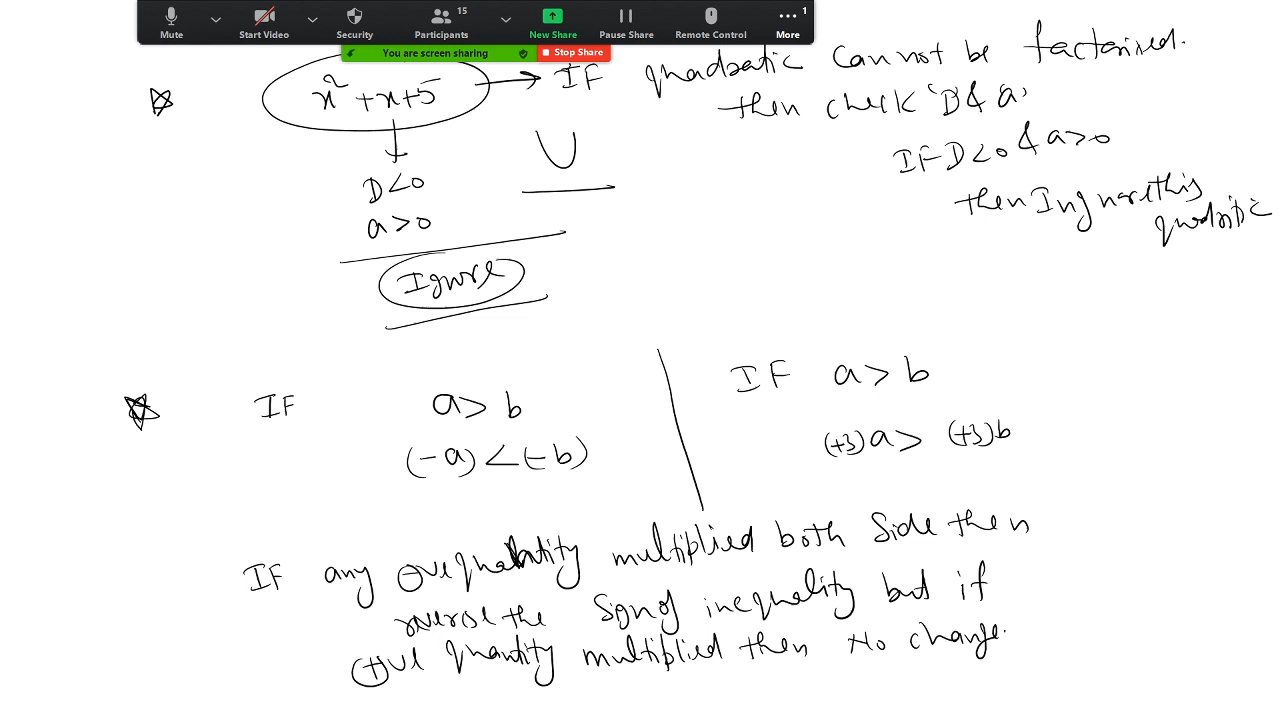 Mute Start Video Security 15 Participants New Share Pause Share Remote Control 1 More
You are screen sharing Stop Share
x² + x + 5 → IF quadratic cannot be factorised.
then check 'D' & 'a'
IF D < 0 & a > 0
then Ingnore this
quadratic
D < 0
a > 0
Ignore
IF a > b
(-a) < (-b)
IF a > b
(+3)a > (+3)b
IF any ⊖ve quantity multiplied both side then
reverse the sign of inequality but if
⊕ve quantity multiplied then No change.